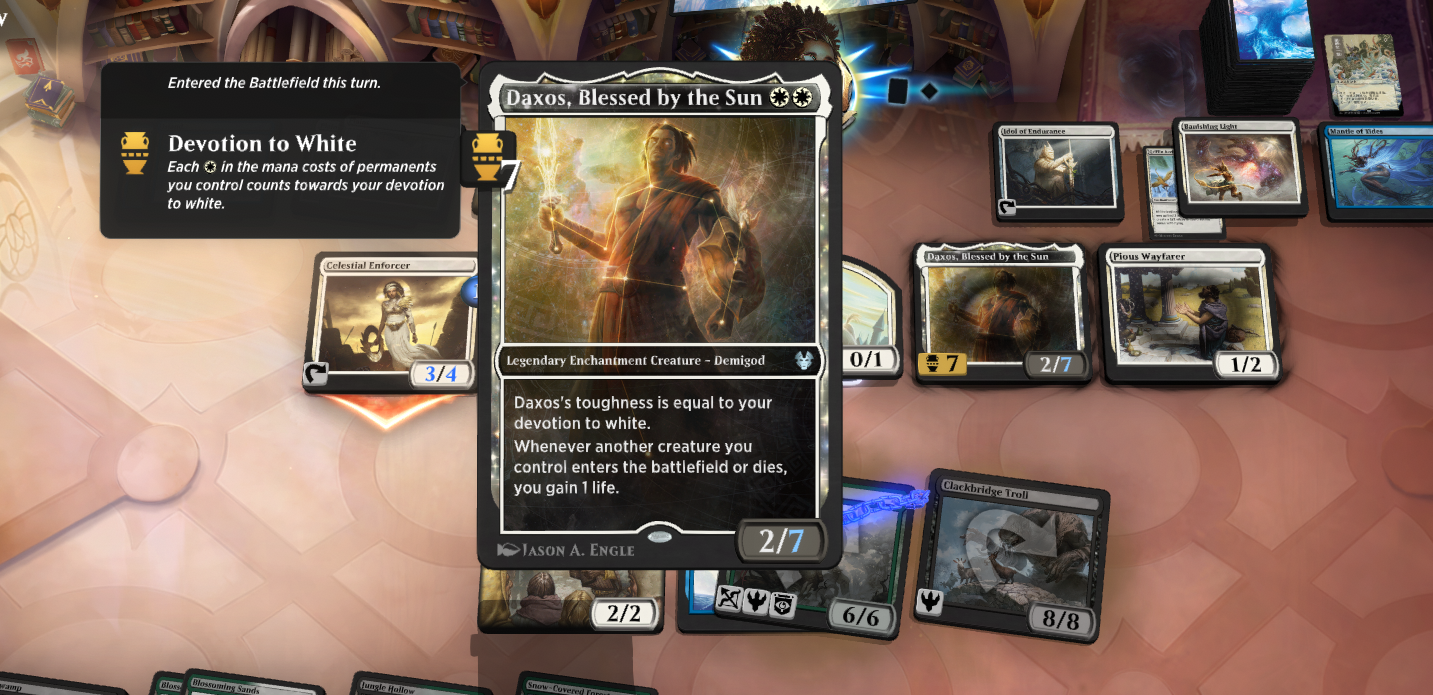 Entered the Battlefield this turn.
Devotion to White
Each in the mana costs of permanents
you control counts towards your devotion
to white.
7
Daxos, Blessed by the Sun
Legendary Enchantment Creature – Demigod
Daxos's toughness is equal to your
devotion to white.
Whenever another creature you
control enters the battlefield or dies,
you gain 1 life.
JASON A. ENGLE
2/7
Idol of Endurance
Banishing Light
Mantle of Tides
Celestial Enforcer
3/4
0/1
Daxos, Blessed by the Sun
7
2/7
Pious Wayfarer
1/2
2/2
6/6
Clackbridge Troll
8/8
Blossoming Sands
Jungle Hollow